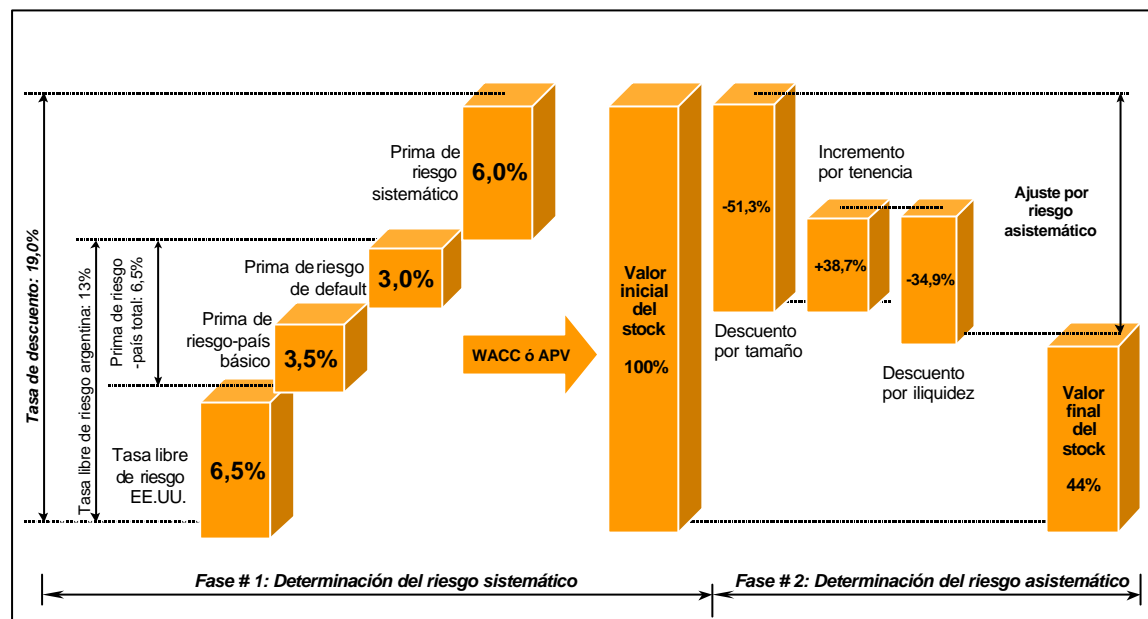 Tasa de descuento: 19,0%
Tasa libre de riesgo argentina: 13%
Prima de riesgo
-país total: 6,5%
Tasa libre
de riesgo
EE.UU.
6,5%
Prima de
riesgo-país
básico
3,5%
Prima de riesgo
de default
3,0%
Prima de
riesgo
sistemático
6,0%
WACC ó APV
Valor
inicial
del
stock
100%
-51,3%
Descuento
por tamaño
Incremento
por tenencia
+38,7%
-34,9%
Descuento
por iliquidez
Ajuste por
riesgo
asistemático
Valor
final
del
stock
44%
Fase # 1: Determinación del riesgo sistemático
Fase # 2: Determinación del riesgo asistemático